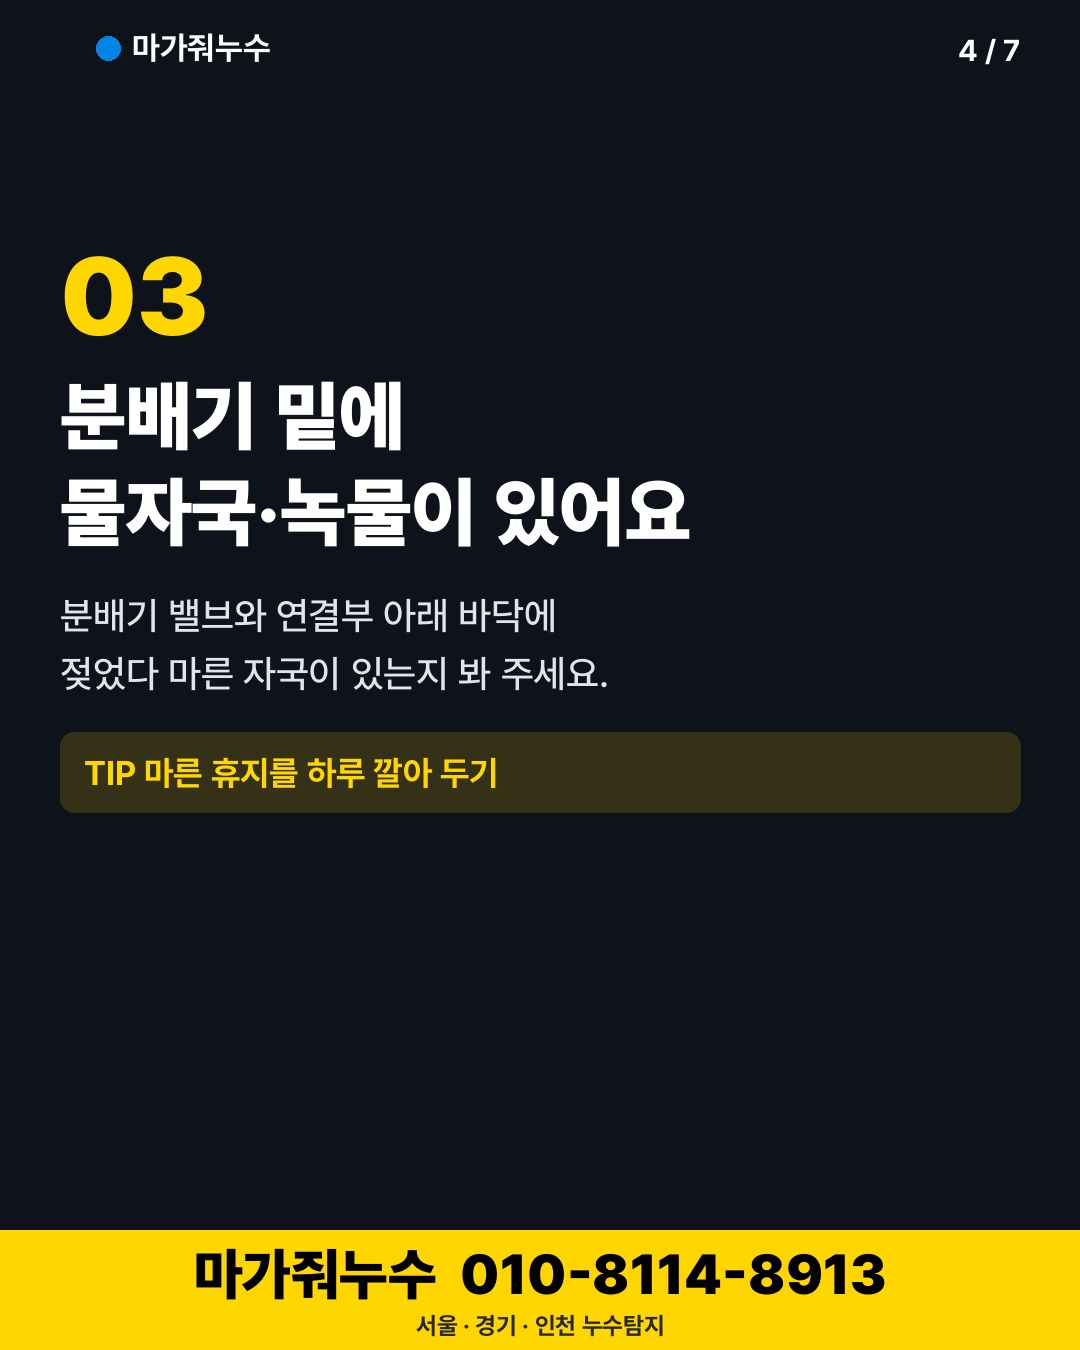 마가줘누수
4 / 7
03
분배기 밑에
물자국·녹물이 있어요
분배기 밸브와 연결부 아래 바닥에
젖었다 마른 자국이 있는지 봐 주세요.
TIP 마른 휴지를 하루 깔아 두기
마가줘누수 010-8114-8913
서울 · 경기 · 인천 누수탐지